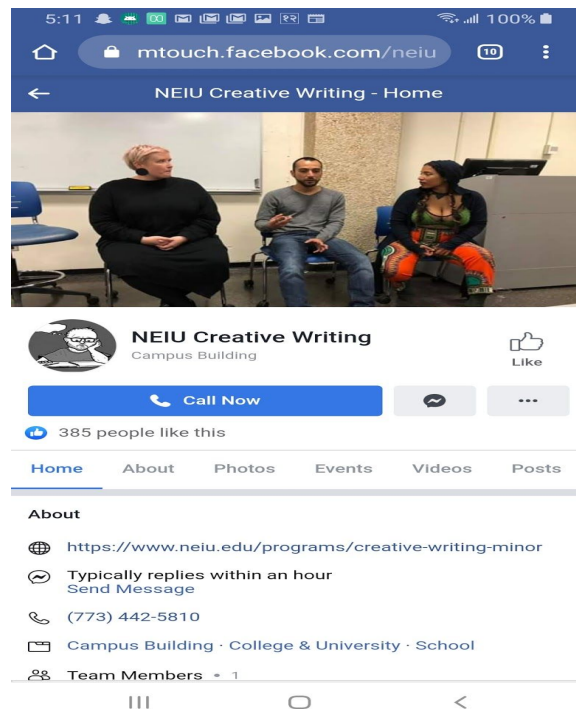 5:11 100%
mtouch.facebook.com/neiu 10
NEIU Creative Writing - Home
NEIU Creative Writing
Campus Building
Like
Call Now
385 people like this
Home About Photos Events Videos Posts
About
https://www.neiu.edu/programs/creative-writing-minor
Typically replies within an hour
Send Message
(773) 442-5810
Campus Building · College & University · School
Team Members • 1